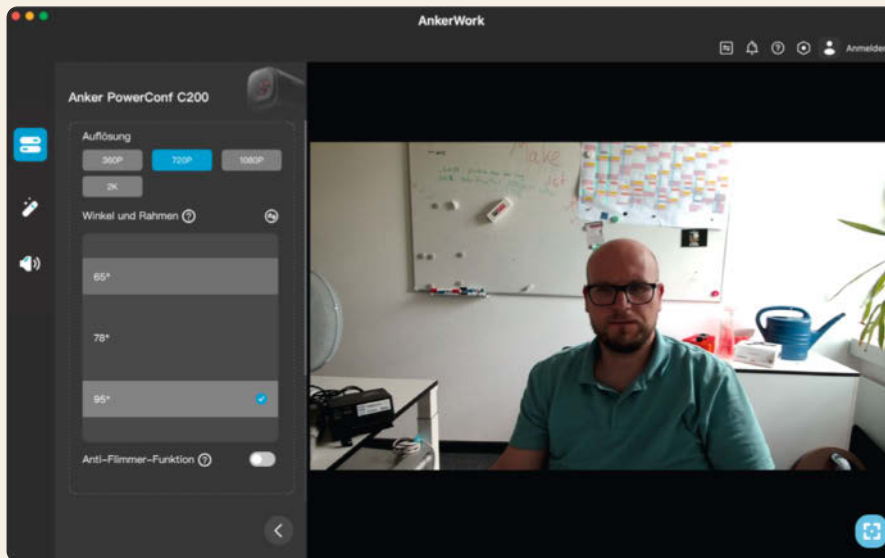 AnkerWork
Anmelden
Anker PowerConf C200
Auflösung
360P 720P 1080P
2K
Winkel und Rahmen
65°
78°
95°
Anti-Flimmer-Funktion
Make
ist